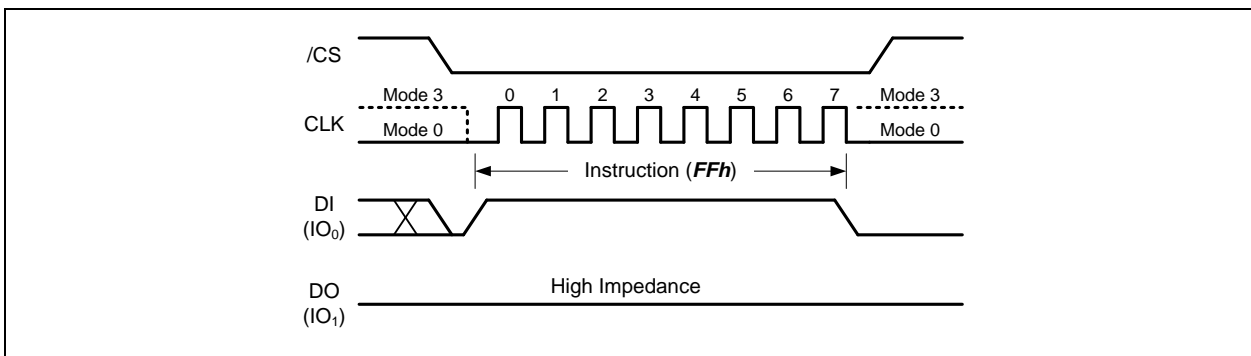 /CS
Mode 3 0 1 2 3 4 5 6 7 Mode 3
CLK
Mode 0 Mode 0
Instruction (FFh)
DI
(IO₀)
High Impedance
DO
(IO₁)